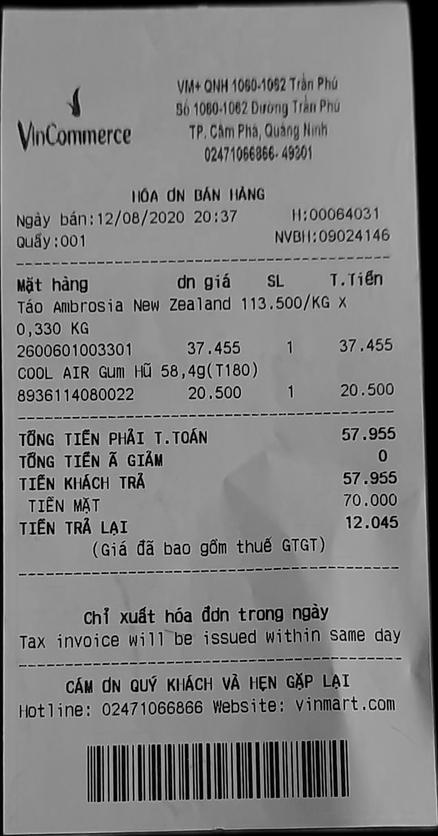 VM+ QNH 1060-1062 Trần Phú
Số 1060-1062 Đường Trần Phú
VinCommerce
TP. Cẩm Phả, Quảng Ninh
02471066866- 49301
HÓA ĐN BÁN HÀNG
Ngày bán:12/08/2020 20:37 H:00064031
Quầy:001 NVBH:09024146
Mặt hàng đn giá SL T.Tiền
Táo Ambrosia New Zealand 113.500/KG X
0,330 KG
2600601003301 37.455 1 37.455
COOL AIR Gum Hũ 58,4g(T180)
8936114080022 20.500 1 20.500
TỔNG TIỀN PHẢI T.TOÁN 57.955
TỔNG TIỀN Ã GIẢM 0
TIỀN KHÁCH TRẢ 57.955
TIỀN MẶT 70.000
TIỀN TRẢ LẠI 12.045
(Giá đã bao gồm thuế GTGT)
Chỉ xuất hóa đơn trong ngày
Tax invoice will be issued within same day
CẢM ƠN QUÝ KHÁCH VÀ HẸN GẶP LẠI
Hotline: 02471066866 Website: vinmart.com